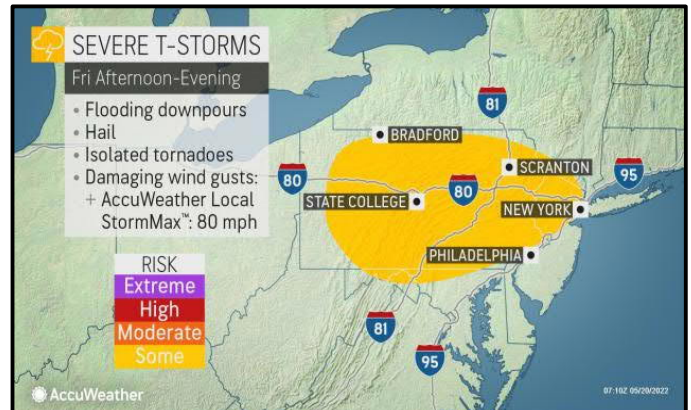 SEVERE T-STORMS
Fri Afternoon-Evening
• Flooding downpours
• Hail
• Isolated tornadoes
• Damaging wind gusts:
+ AccuWeather Local
StormMax™: 80 mph
RISK
Extreme
High
Moderate
Some
81
BRADFORD
SCRANTON
80
80
95
STATE COLLEGE
NEW YORK
PHILADELPHIA
81
95
AccuWeather
07:10Z 05/20/2022